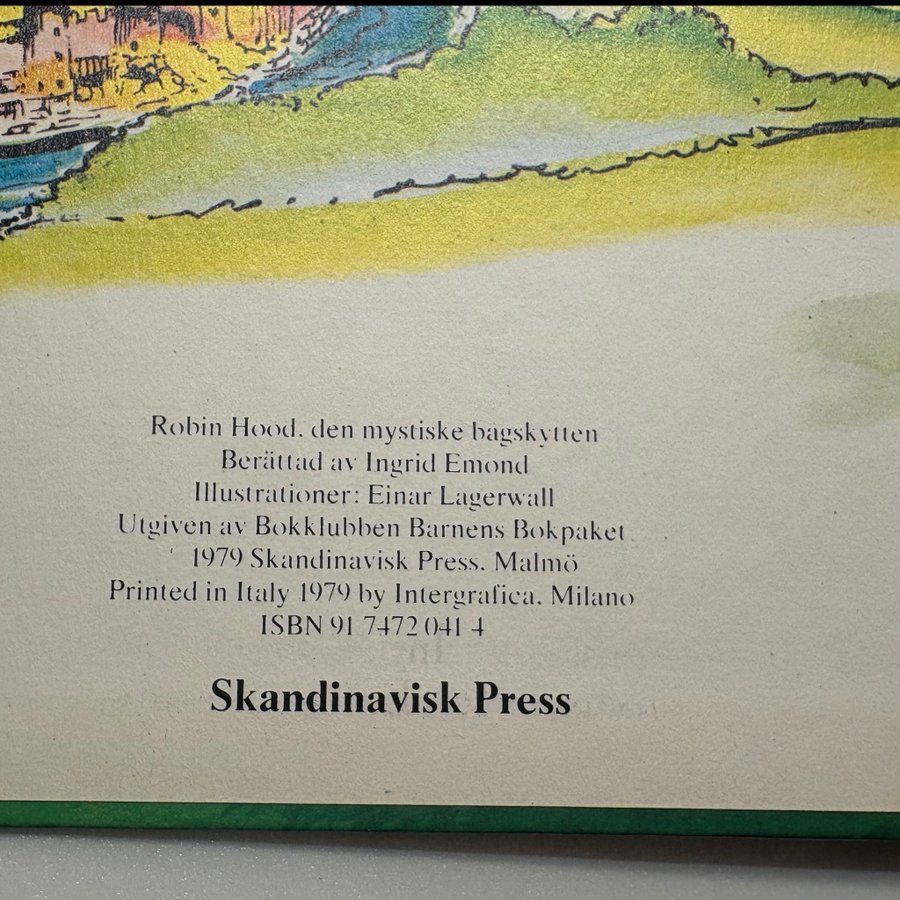 Robin Hood, den mystiske bågskytten
Berättad av Ingrid Emond
Illustrationer: Einar Lagerwall
Utgiven av Bokklubben Barnens Bokpaket
1979 Skandinavisk Press, Malmö
Printed in Italy 1979 by Intergrafica, Milano
ISBN 91 7472 041 4
Skandinavisk Press